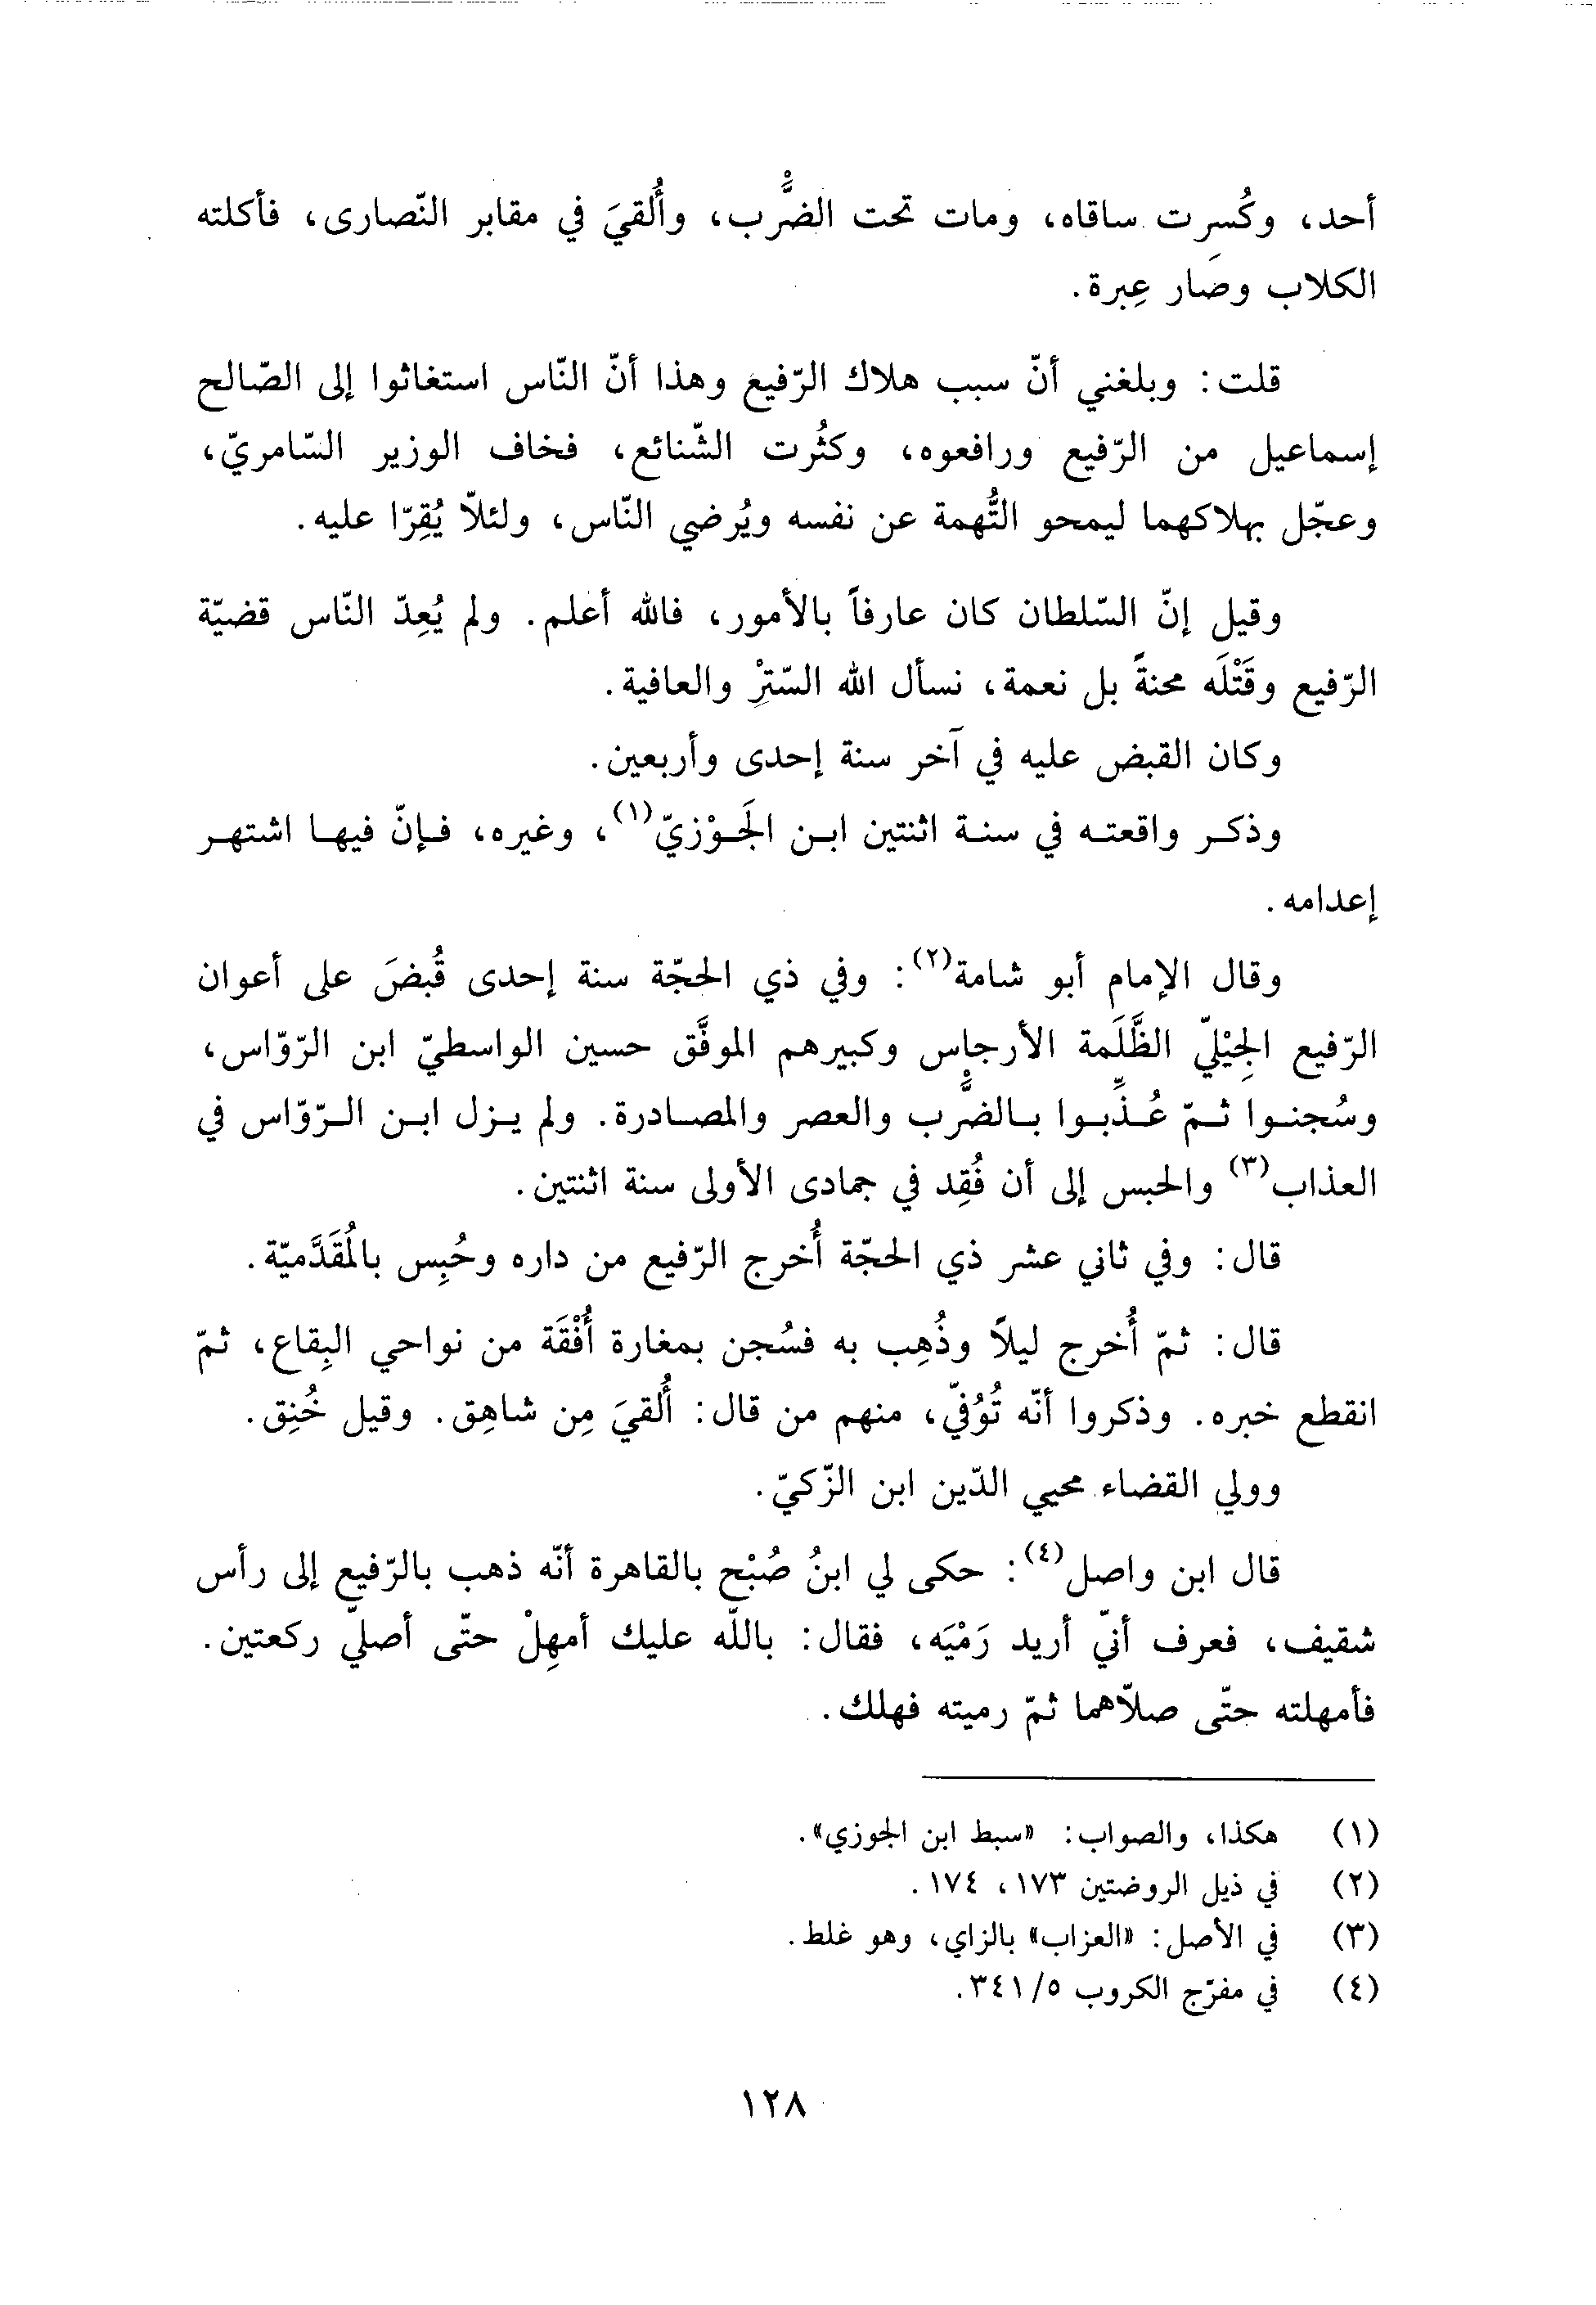 أحد، وكُسِرت ساقاه، ومات تحت الضَّرْب، وأُلقيَ في مقابر النّصارى، فأكلته
الكلاب وصَار عِبرة.
قلت: وبلغني أنّ سبب هلاك الرّفيع وهذا أنّ النّاس استغاثوا إلى الصّالح
إسماعيل من الرّفيع ورافعوه، وكثُرت الشّنائع، فخاف الوزير السّامريّ،
وعجّل بهلاكهما ليمحو التُّهمة عن نفسه ويُرضي النّاس، ولئلّا يُقِرّا عليه.
وقيل إنّ السّلطان كان عارفاً بالأمور، فالله أعلم. ولم يُعِدّ النّاس قضيّة
الرّفيع وقَتْلَه محنةً بل نعمة، نسأل الله السّتِرْ والعافية.
وكان القبض عليه في آخر سنة إحدى وأربعين.
وذكر واقعته في سنة اثنتين ابن الجَوْزيّ(١)، وغيره، فإنّ فيها اشتهر
إعدامه.
وقال الإمام أبو شامة(٢): وفي ذي الحجّة سنة إحدى قُبضَ على أعوان
الرّفيع الجِيْليّ الظَّلَمة الأرجاس وكبيرهم الموفَّق حسين الواسطيّ ابن الرّوّاس،
وسُجنوا ثمّ عُذِّبوا بالضَّرْب والعصر والمصادرة. ولم يزل ابن الرّوّاس في
العذاب(٣) والحبس إلى أن فُقِد في جمادى الأولى سنة اثنتين.
قال: وفي ثاني عشر ذي الحجّة أُخرج الرّفيع من داره وحُبِس بالمُقَدَّميّة.
قال: ثمّ أُخرج ليلاً وذُهِب به فسُجن بمغارة أُفْقَة من نواحي البِقاع، ثمّ
انقطع خبره. وذكروا أنّه تُوُفّي، منهم من قال: أُلقيَ مِن شاهِق. وقيل خُنِق.
وولي القضاء محيي الدّين ابن الزّكيّ.
قال ابن واصل(٤): حكى لي ابنُ صُبْح بالقاهرة أنّه ذهب بالرّفيع إلى رأس
شقيف، فعرف أنّي أريد رَمْيَه، فقال: باللّه عليك أمهِلْ حتّى أصليّ ركعتين.
فأمهلته حتّى صلاّهما ثمّ رميته فهلك.
(١) هكذا، والصواب: «سبط ابن الجوزي».
(٢) في ذيل الروضتين ١٧٣، ١٧٤.
(٣) في الأصل: «العزاب» بالزاي، وهو غلط.
(٤) في مفرّج الكروب ٣٤١/٥.
١٢٨